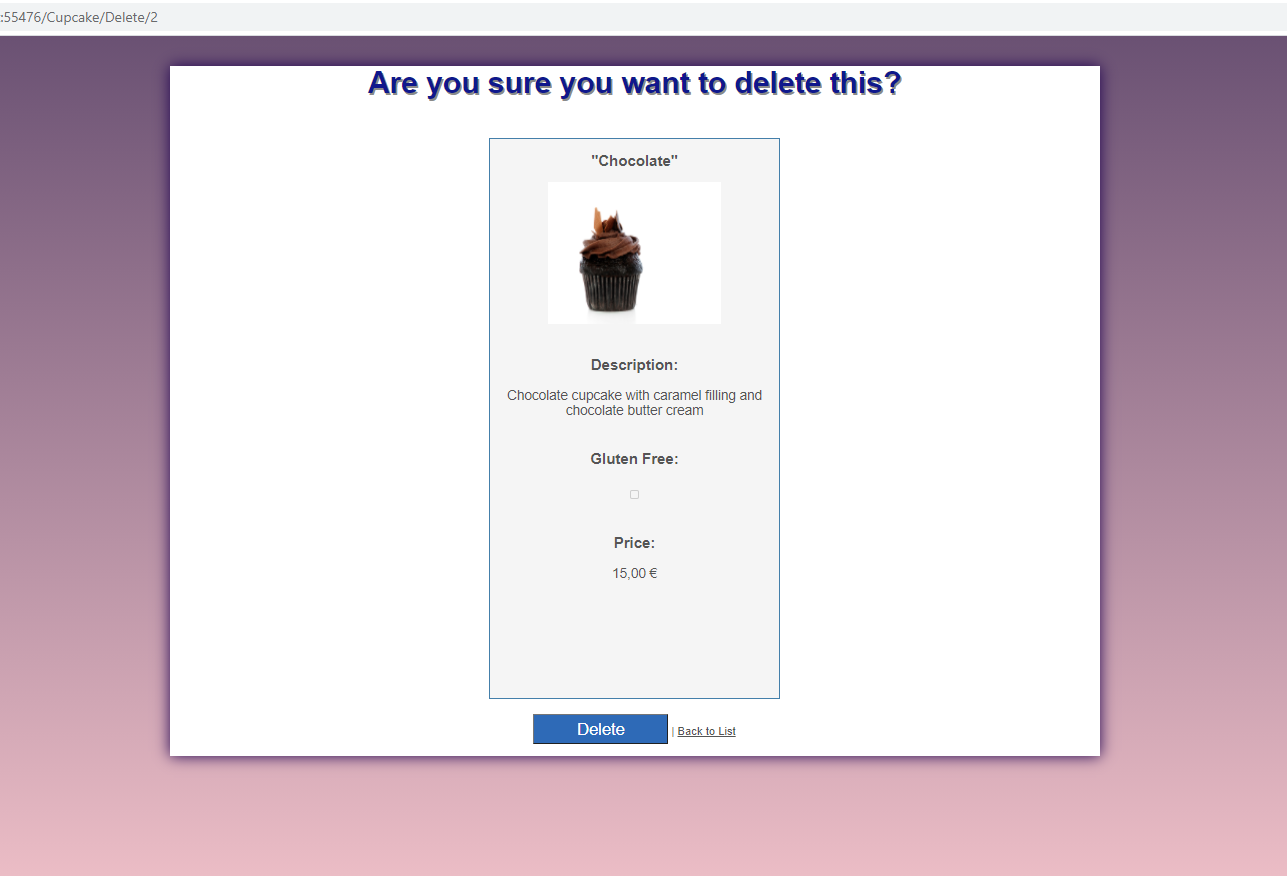 :55476/Cupcake/Delete/2
Are you sure you want to delete this?
"Chocolate"
Description:
Chocolate cupcake with caramel filling and
chocolate butter cream
Gluten Free:
Price:
15,00 €
Delete | Back to List